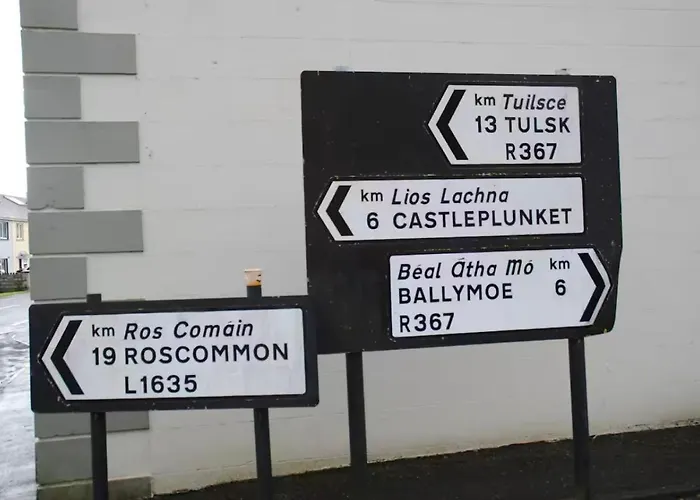 km Tuilsce
13 TULSK
R367
km Lios Lachna
6 CASTLEPLUNKET
Béal Átha Mó km
BALLYMOE 6
R367
km Ros Comáin
19 ROSCOMMON
L1635